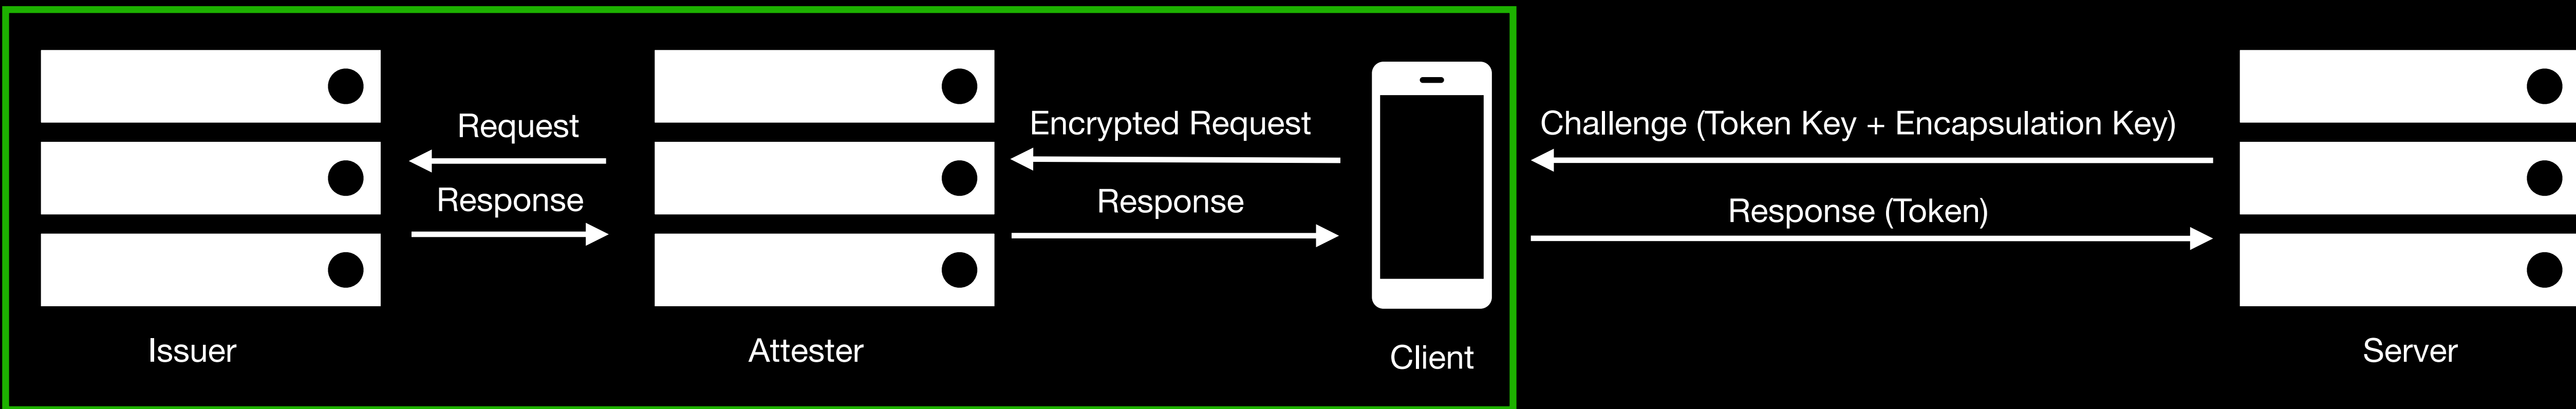 Request
Response
Encrypted Request
Response
Challenge (Token Key + Encapsulation Key)
Response (Token)
Issuer
Attester
Client
Server